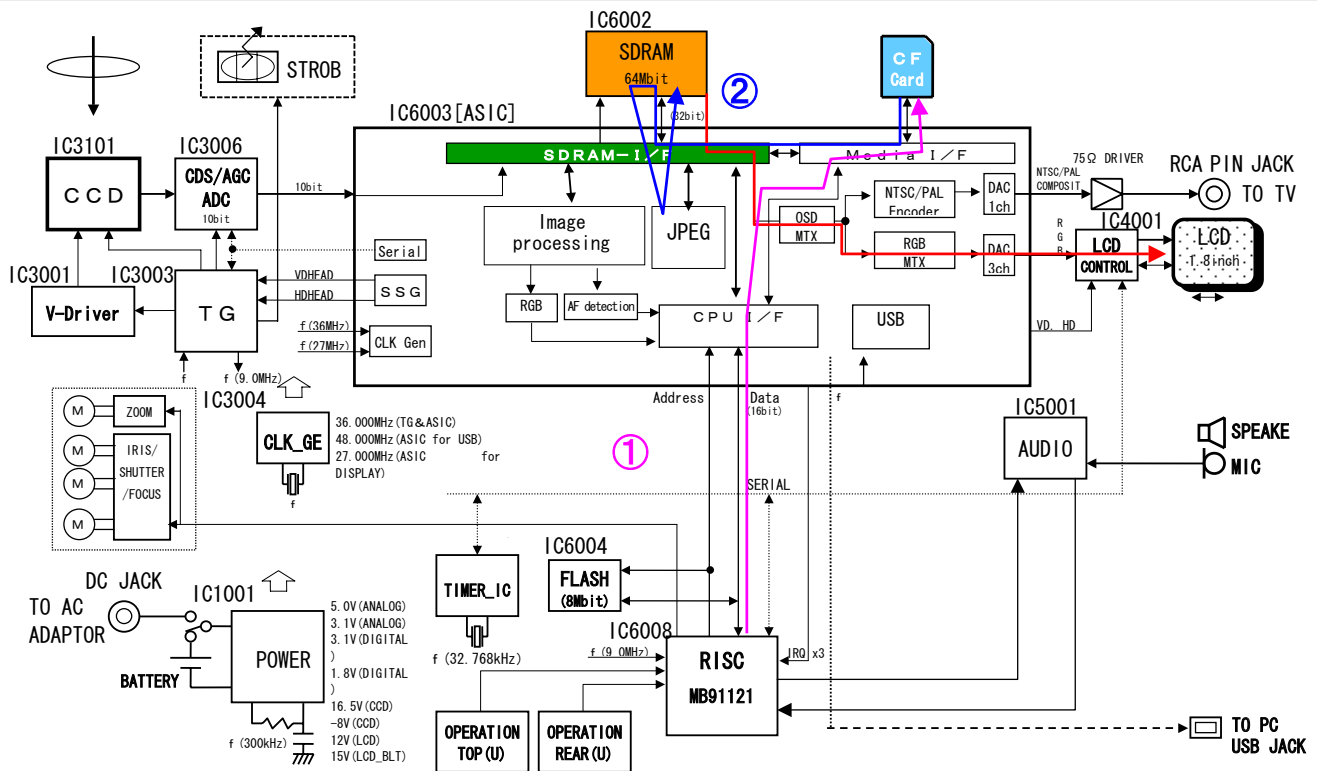 IC6002
SDRAM
64Mbit
②
ＣＦ
Card
STROB
IC6003[ASIC]
(32bit)
IC3101
ＣＣＤ
IC3006
CDS/AGC
ADC
10bit
10bit
ＳＤＲＡＭ－Ｉ／Ｆ
Ｍｅｄｉａ Ｉ／Ｆ
75Ω DRIVER
NTSC/PAL
COMPOSIT
RCA PIN JACK
TO TV
Image
processing
JPEG
OSD
MTX
NTSC/PAL
Encoder
DAC
1ch
RGB
MTX
DAC
3ch
R
G
B
IC4001
LCD
CONTROL
LCD
1.8inch
IC3001
V-Driver
IC3003
ＴＧ
Serial
VDHEAD
HDHEAD
ＳＳＧ
f(36MHz)
f(27MHz)
CLK Gen
RGB
AF detection
ＣＰＵ Ｉ／Ｆ
USB
VD. HD
f
f(9.0MHz)
IC3004
CLK_GE
f
36.000MHz(TG&ASIC)
48.000MHz(ASIC for USB)
27.000MHz(ASIC for
DISPLAY)
Address
Data
(16bit)
f
①
M
ZOOM
M
M
M
IRIS/
SHUTTER
/FOCUS
IC5001
AUDIO
SPEAKE
MIC
SERIAL
DC JACK
TO AC
ADAPTOR
BATTERY
IC1001
POWER
f(300kHz)
5.0V(ANALOG)
3.1V(ANALOG)
3.1V(DIGITAL
)
1.8V(DIGITAL
)
16.5V(CCD)
-8V(CCD)
12V(LCD)
15V(LCD_BLT)
TIMER_IC
f(32.768kHz)
IC6004
FLASH
(8Mbit)
IC6008
f(9.0MHz)
RISC
MB91121
IRQ x3
OPERATION
TOP(U)
OPERATION
REAR(U)
TO PC
USB JACK